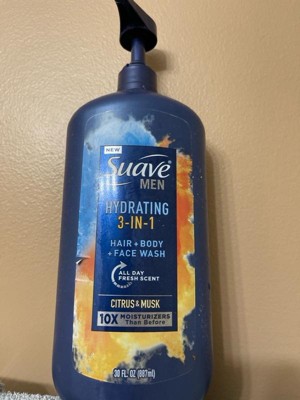 NEW
Suave
MEN
HYDRATING
3-IN-1
HAIR + BODY
+ FACE WASH
ALL DAY
FRESH SCENT
CITRUS & MUSK
10X MOISTURIZERS
Than Before
30 FL OZ (887ml)